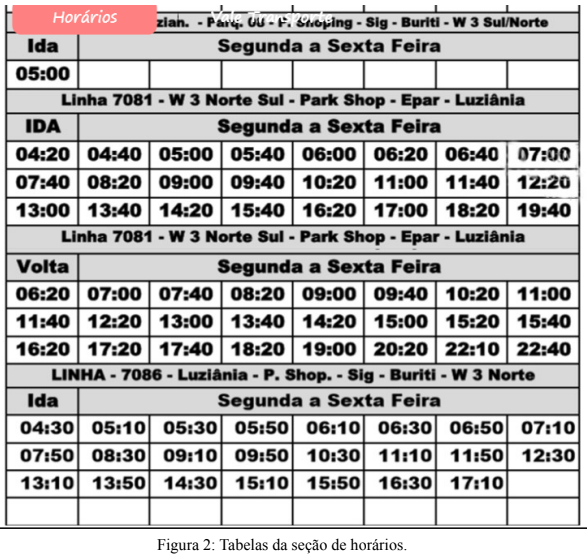 Horários Vale Transporte
zian. - Parq. 00 - P. Shoping - Sig - Buriti - W 3 Sul/Norte
Ida Segunda a Sexta Feira
05:00
Linha 7081 - W 3 Norte Sul - Park Shop - Epar - Luziânia
IDA Segunda a Sexta Feira
04:20 04:40 05:00 05:40 06:00 06:20 06:40 07:00
07:40 08:20 09:00 09:40 10:20 11:00 11:40 12:20
13:00 13:40 14:20 15:40 16:20 17:00 18:20 19:40
Linha 7081 - W 3 Norte Sul - Park Shop - Epar - Luziânia
Volta Segunda a Sexta Feira
06:20 07:00 07:40 08:20 09:00 09:40 10:20 11:00
11:40 12:20 13:00 13:40 14:20 15:00 15:20 15:40
16:20 17:20 17:40 18:20 19:00 20:20 22:10 22:40
LINHA - 7086 - Luziânia - P. Shop. - Sig - Buriti - W 3 Norte
Ida Segunda a Sexta Feira
04:30 05:10 05:30 05:50 06:10 06:30 06:50 07:10
07:50 08:30 09:10 09:50 10:30 11:10 11:50 12:30
13:10 13:50 14:30 15:10 15:50 16:30 17:10
Figura 2: Tabelas da seção de horários.